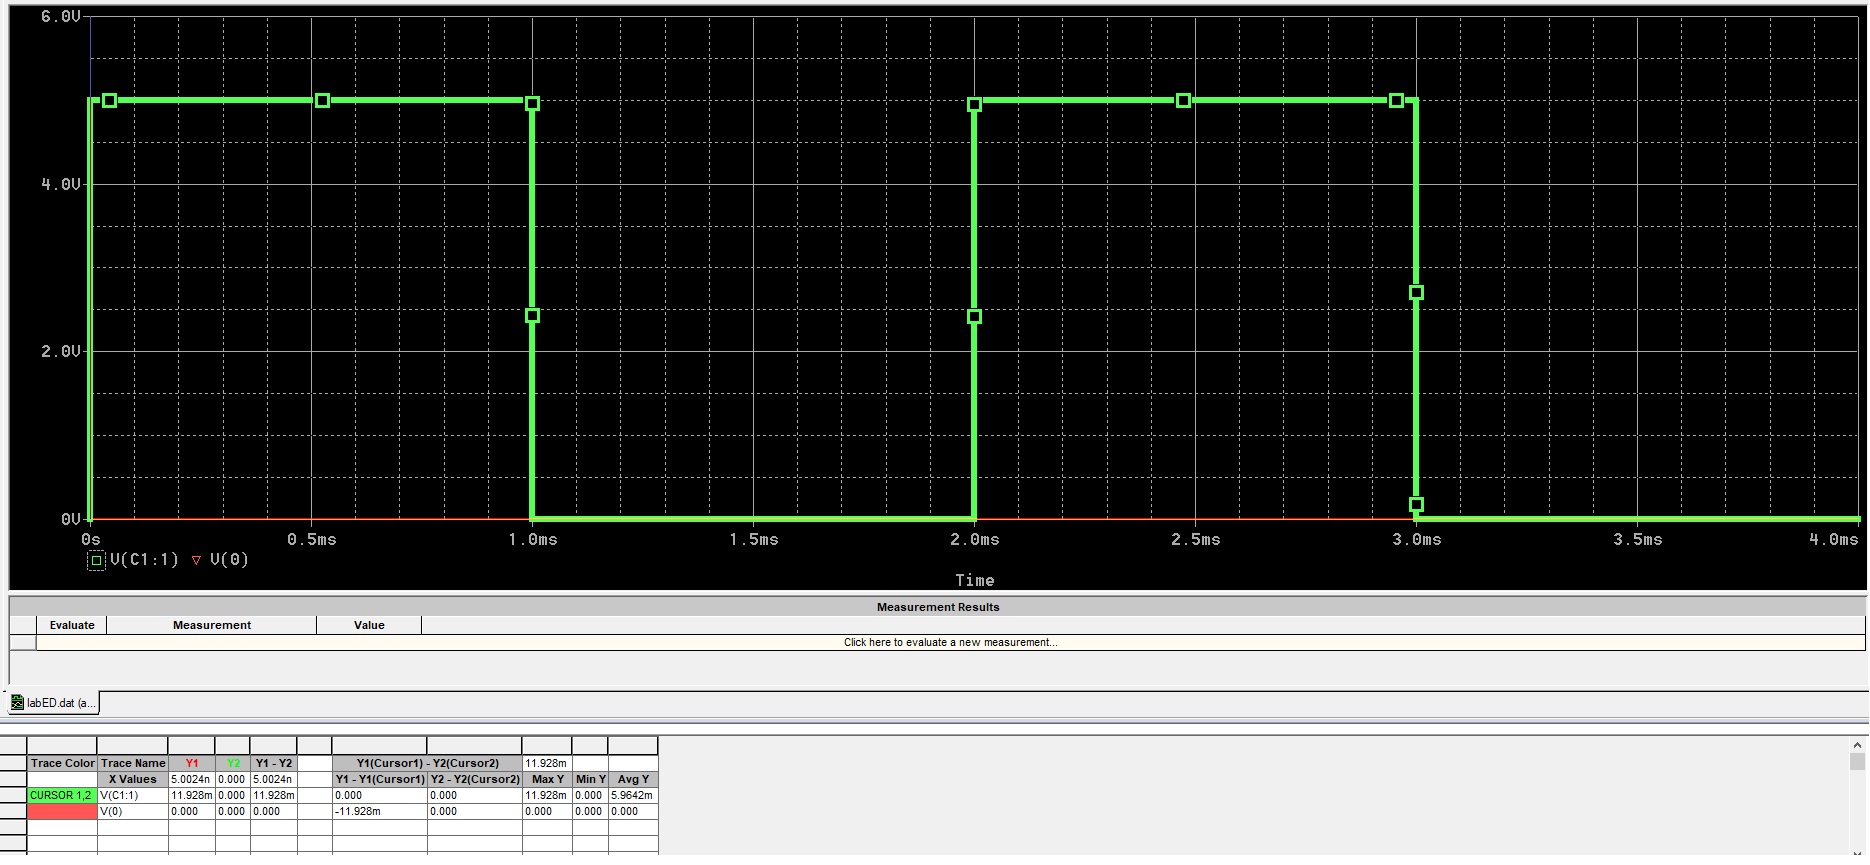 6.0V
4.0V
2.0V
0V
0s 0.5ms 1.0ms 1.5ms 2.0ms 2.5ms 3.0ms 3.5ms 4.0ms
V(C1:1) V(0)
Time
Measurement Results
Evaluate Measurement Value
Click here to evaluate a new measurement...
labED.dat (a...
Trace Color Trace Name Y1 Y2 Y1 - Y2 Y1(Cursor1) - Y2(Cursor2) 11.928m
X Values 5.0024n 0.000 5.0024n Y1 - Y1(Cursor1) Y2 - Y2(Cursor2) Max Y Min Y Avg Y
CURSOR 1,2 V(C1:1) 11.928m 0.000 11.928m 0.000 0.000 11.928m 0.000 5.9642m
V(0) 0.000 0.000 0.000 -11.928m 0.000 0.000 0.000 0.000